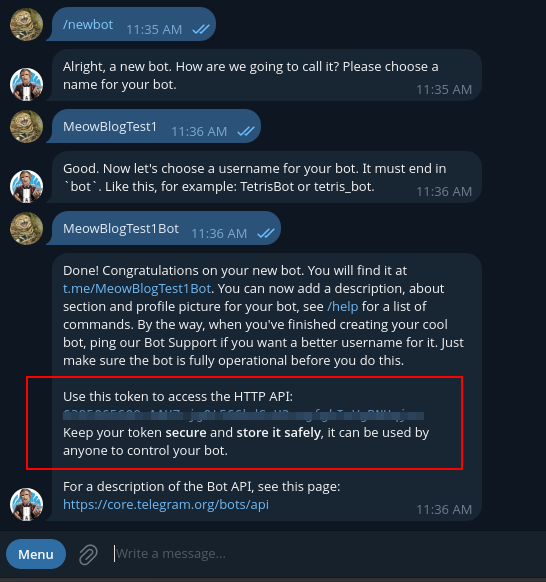 /newbot 11:35 AM
Alright, a new bot. How are we going to call it? Please choose a
name for your bot. 11:35 AM
MeowBlogTest1 11:36 AM
Good. Now let's choose a username for your bot. It must end in
`bot`. Like this, for example: TetrisBot or tetris_bot. 11:36 AM
MeowBlogTest1Bot 11:36 AM
Done! Congratulations on your new bot. You will find it at
t.me/MeowBlogTest1Bot. You can now add a description, about
section and profile picture for your bot, see /help for a list of
commands. By the way, when you've finished creating your cool
bot, ping our Bot Support if you want a better username for it. Just
make sure the bot is fully operational before you do this.
Use this token to access the HTTP API:
Keep your token secure and store it safely, it can be used by
anyone to control your bot.
For a description of the Bot API, see this page:
https://core.telegram.org/bots/api 11:36 AM
Menu Write a message...